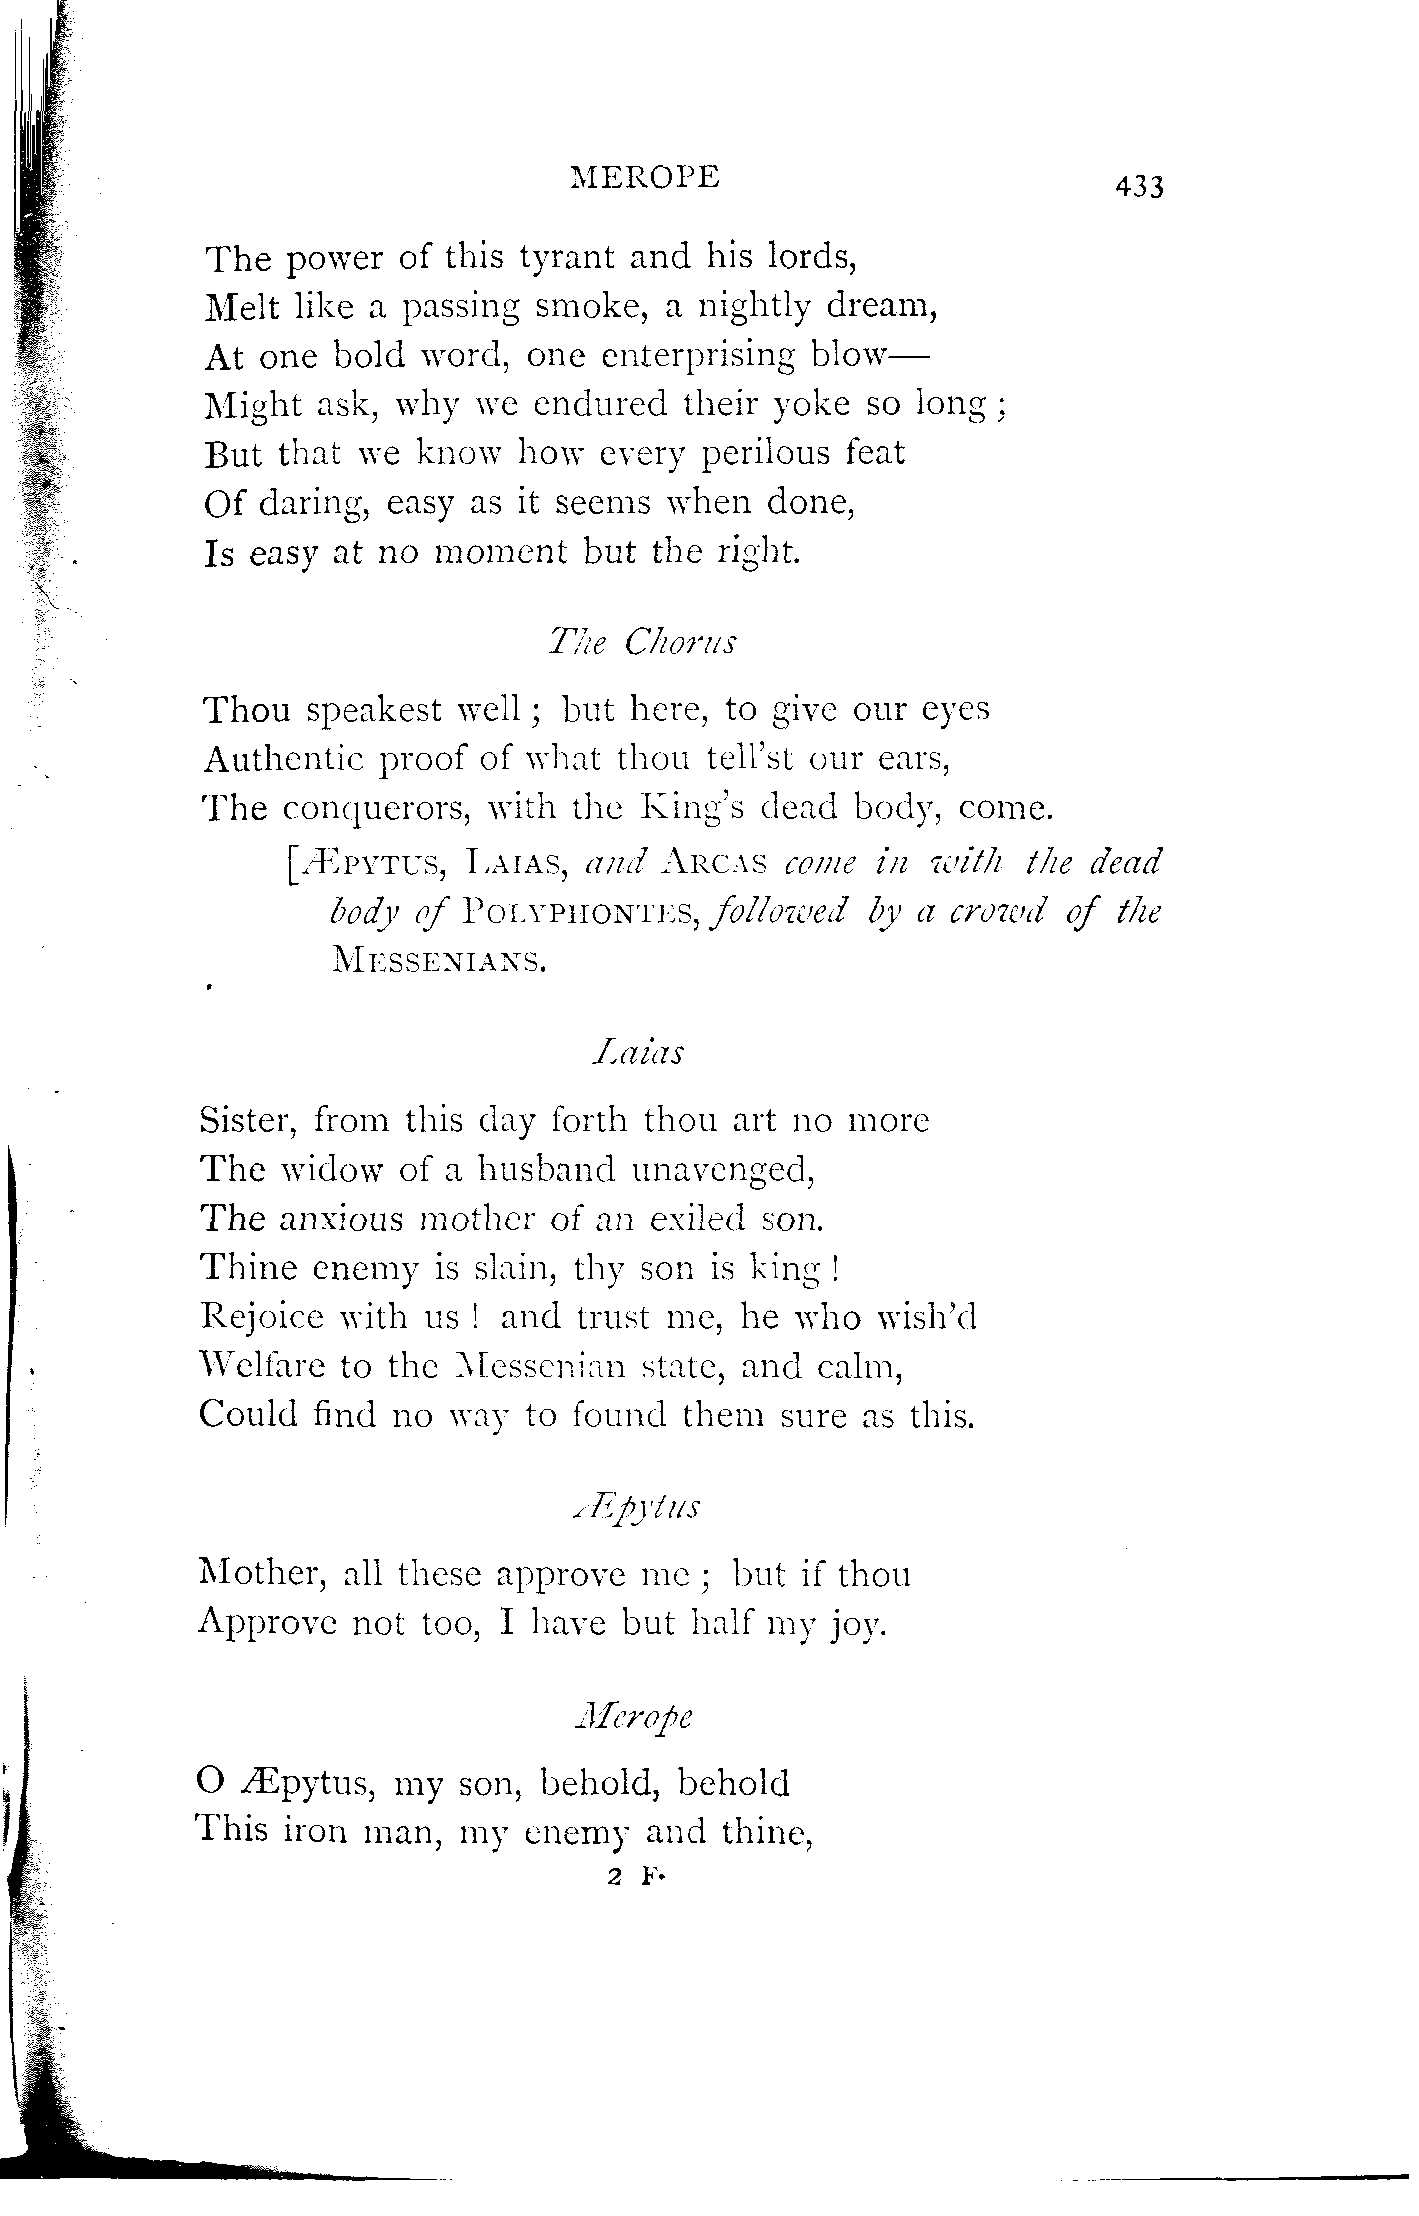 MEROPE 433
The power of this tyrant and his lords,
Melt like a passing smoke, a nightly dream,
At one bold word, one enterprising blow—
Might ask, why we endured their yoke so long ;
But that we know how every perilous feat
Of daring, easy as it seems when done,
Is easy at no moment but the right.
The Chorus
Thou speakest well ; but here, to give our eyes
Authentic proof of what thou tell'st our ears,
The conquerors, with the King's dead body, come.
[ÆPYTUS, LAIAS, and ARCAS come in with the dead
body of POLYPHONTES, followed by a crowd of the
MESSENIANS.
Laias
Sister, from this day forth thou art no more
The widow of a husband unavenged,
The anxious mother of an exiled son.
Thine enemy is slain, thy son is king !
Rejoice with us ! and trust me, he who wish'd
Welfare to the Messenian state, and calm,
Could find no way to found them sure as this.
Æpytus
Mother, all these approve me ; but if thou
Approve not too, I have but half my joy.
Merope
O Æpytus, my son, behold, behold
This iron man, my enemy and thine,
2 F.